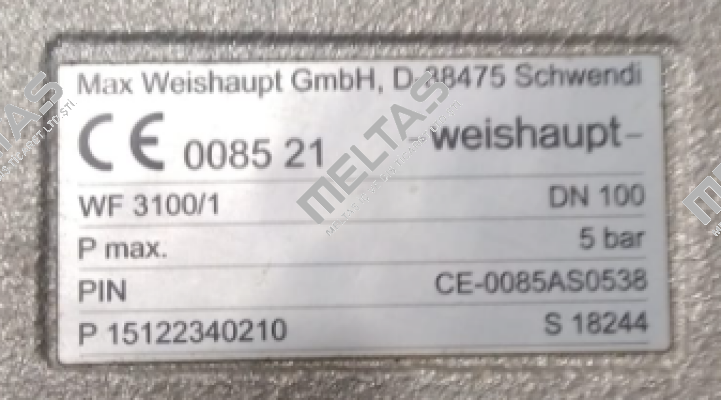 Max Weishaupt GmbH, D-88475 Schwendi
CE 0085 21 -weishaupt-
WF 3100/1 DN 100
P max. 5 bar
PIN CE-0085AS0538
P 15122340210 S 18244
MELTAS